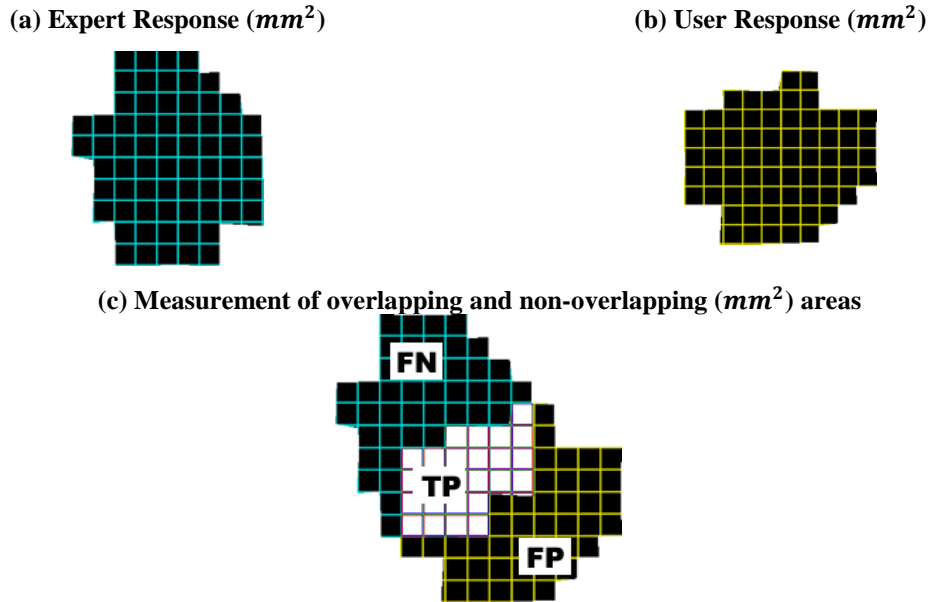 (a) Expert Response (mm²)
(b) User Response (mm²)
(c) Measurement of overlapping and non-overlapping (mm²) areas
FN
TP
FP